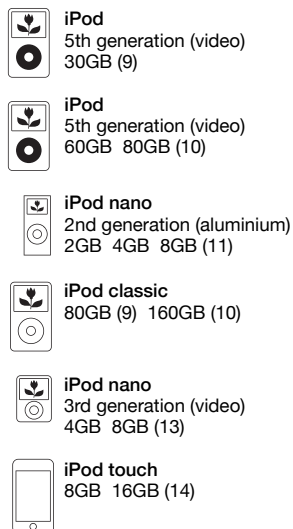 iPod
5th generation (video)
30GB (9)
iPod
5th generation (video)
60GB 80GB (10)
iPod nano
2nd generation (aluminium)
2GB 4GB 8GB (11)
iPod classic
80GB (9) 160GB (10)
iPod nano
3rd generation (video)
4GB 8GB (13)
iPod touch
8GB 16GB (14)